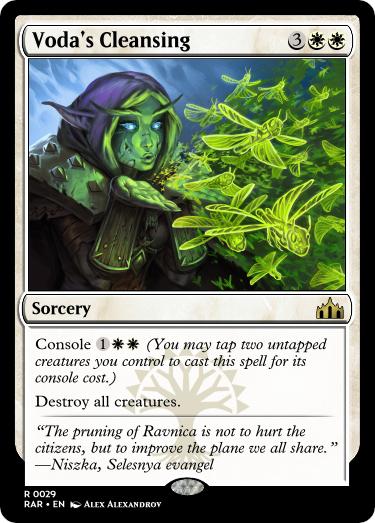 Voda's Cleansing 3
Sorcery
Console 1 (You may tap two untapped
creatures you control to cast this spell for its
console cost.)
Destroy all creatures.
“The pruning of Ravnica is not to hurt the
citizens, but to improve the plane we all share.”
—Niszka, Selesnya evangel
R 0029
RAR • EN ALEX ALEXANDROV